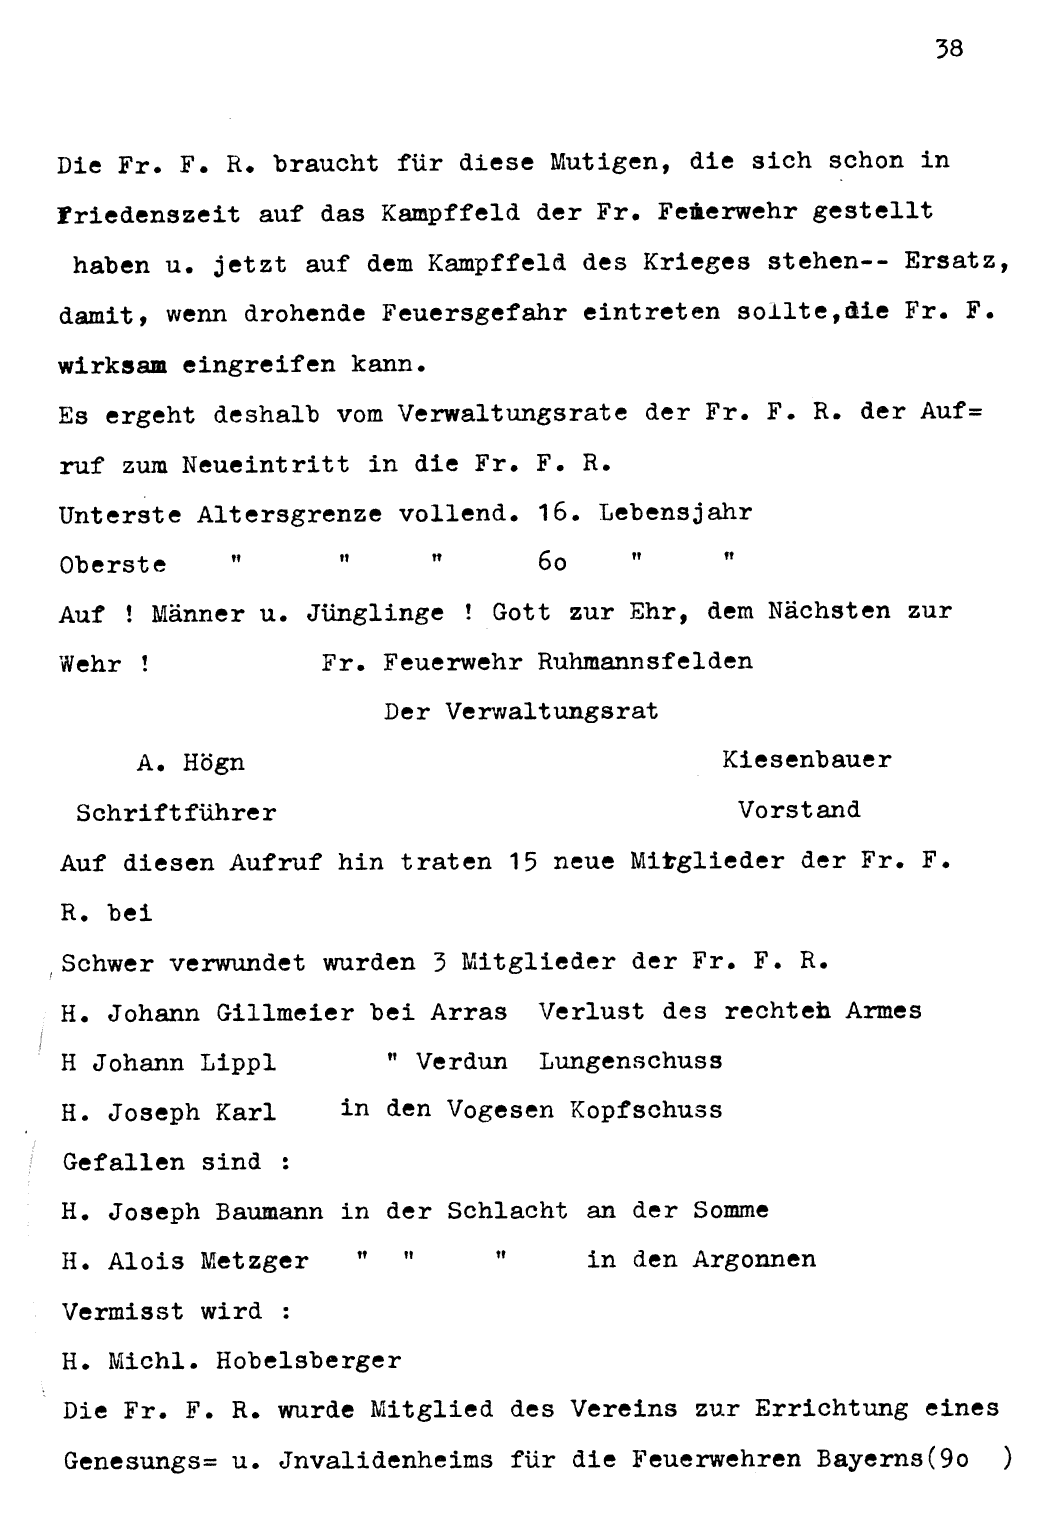 38
Die Fr. F. R. braucht für diese Mutigen, die sich schon in
Friedenszeit auf das Kampffeld der Fr. Feuerwehr gestellt
haben u. jetzt auf dem Kampffeld des Krieges stehen-- Ersatz,
damit, wenn drohende Feuersgefahr eintreten sollte,die Fr. F.
wirksam eingreifen kann.
Es ergeht deshalb vom Verwaltungsrate der Fr. F. R. der Auf=
ruf zum Neueintritt in die Fr. F. R.
Unterste Altersgrenze vollend. 16. Lebensjahr
Oberste " " " 6o " "
Auf ! Männer u. Jünglinge ! Gott zur Ehr, dem Nächsten zur
Wehr ! Fr. Feuerwehr Ruhmannsfelden
Der Verwaltungsrat
A. Högn Kiesenbauer
Schriftführer Vorstand
Auf diesen Aufruf hin traten 15 neue Mitglieder der Fr. F.
R. bei
Schwer verwundet wurden 3 Mitglieder der Fr. F. R.
H. Johann Gillmeier bei Arras Verlust des rechten Armes
H Johann Lippl " Verdun Lungenschuss
H. Joseph Karl in den Vogesen Kopfschuss
Gefallen sind :
H. Joseph Baumann in der Schlacht an der Somme
H. Alois Metzger " " " in den Argonnen
Vermisst wird :
H. Michl. Hobelsberger
Die Fr. F. R. wurde Mitglied des Vereins zur Errichtung eines
Genesungs= u. Jnvalidenheims für die Feuerwehren Bayerns(9o )